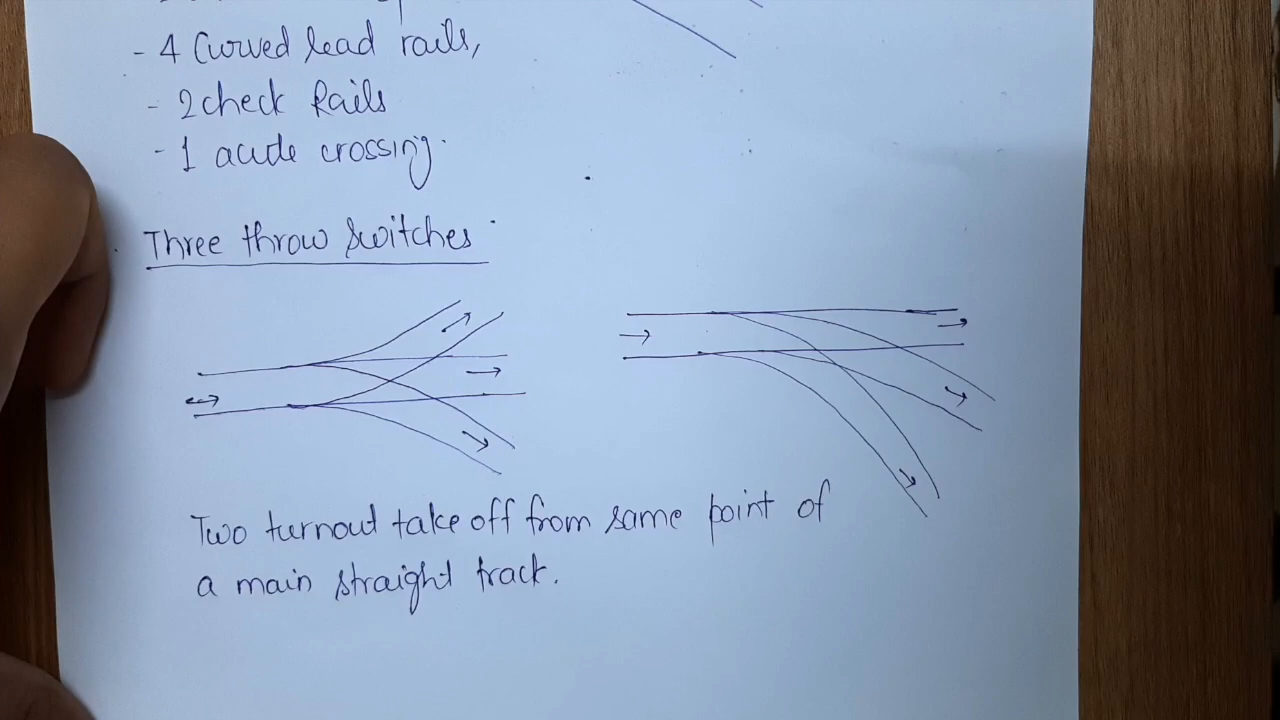 - 4 Curved lead rails,
- 2 check Rails
- 1 acute crossing.
Three throw switches
Two turnout take off from same point of
a main straight track.